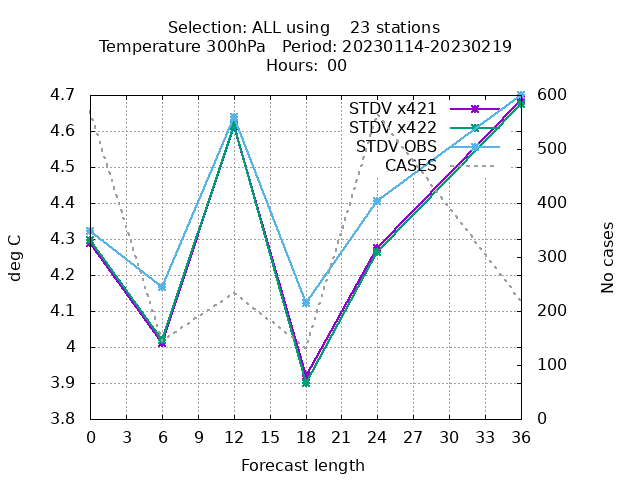 Selection: ALL using 23 stations
Temperature 300hPa Period: 20230114-20230219
Hours: 00
4.7
4.6
4.5
4.4
4.3
4.2
4.1
4
3.9
3.8
deg C
STDV x421
STDV x422
STDV OBS
CASES
600
500
400
300
200
100
0
No cases
0 3 6 9 12 15 18 21 24 27 30 33 36
Forecast length